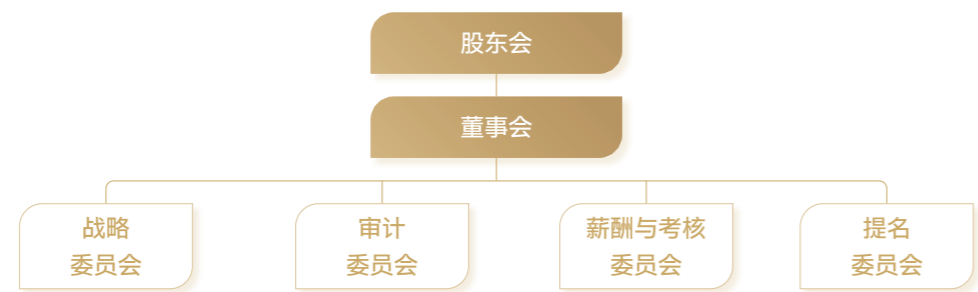 股东会
董事会
战略
委员会
审计
委员会
薪酬与考核
委员会
提名
委员会